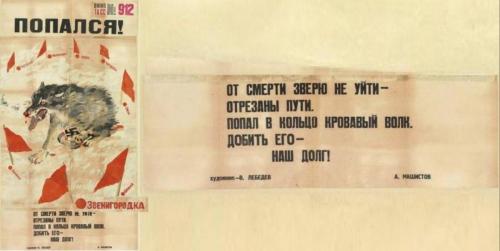 ОКНО
ТАСС № 912
ПОПАЛСЯ!
ЗВЕНИГОРОДКА
ОТ СМЕРТИ ЗВЕРЮ НЕ УЙТИ—
ОТРЕЗАНЫ ПУТИ.
ПОПАЛ В КОЛЬЦО КРОВАВЫЙ ВОЛК.
ДОБИТЬ ЕГО—
НАШ ДОЛГ!
ОТ СМЕРТИ ЗВЕРЮ НЕ УЙТИ—
ОТРЕЗАНЫ ПУТИ.
ПОПАЛ В КОЛЬЦО КРОВАВЫЙ ВОЛК.
ДОБИТЬ ЕГО—
НАШ ДОЛГ!
художник-В. ЛЕБЕДЕВ А. МАШИСТОВ